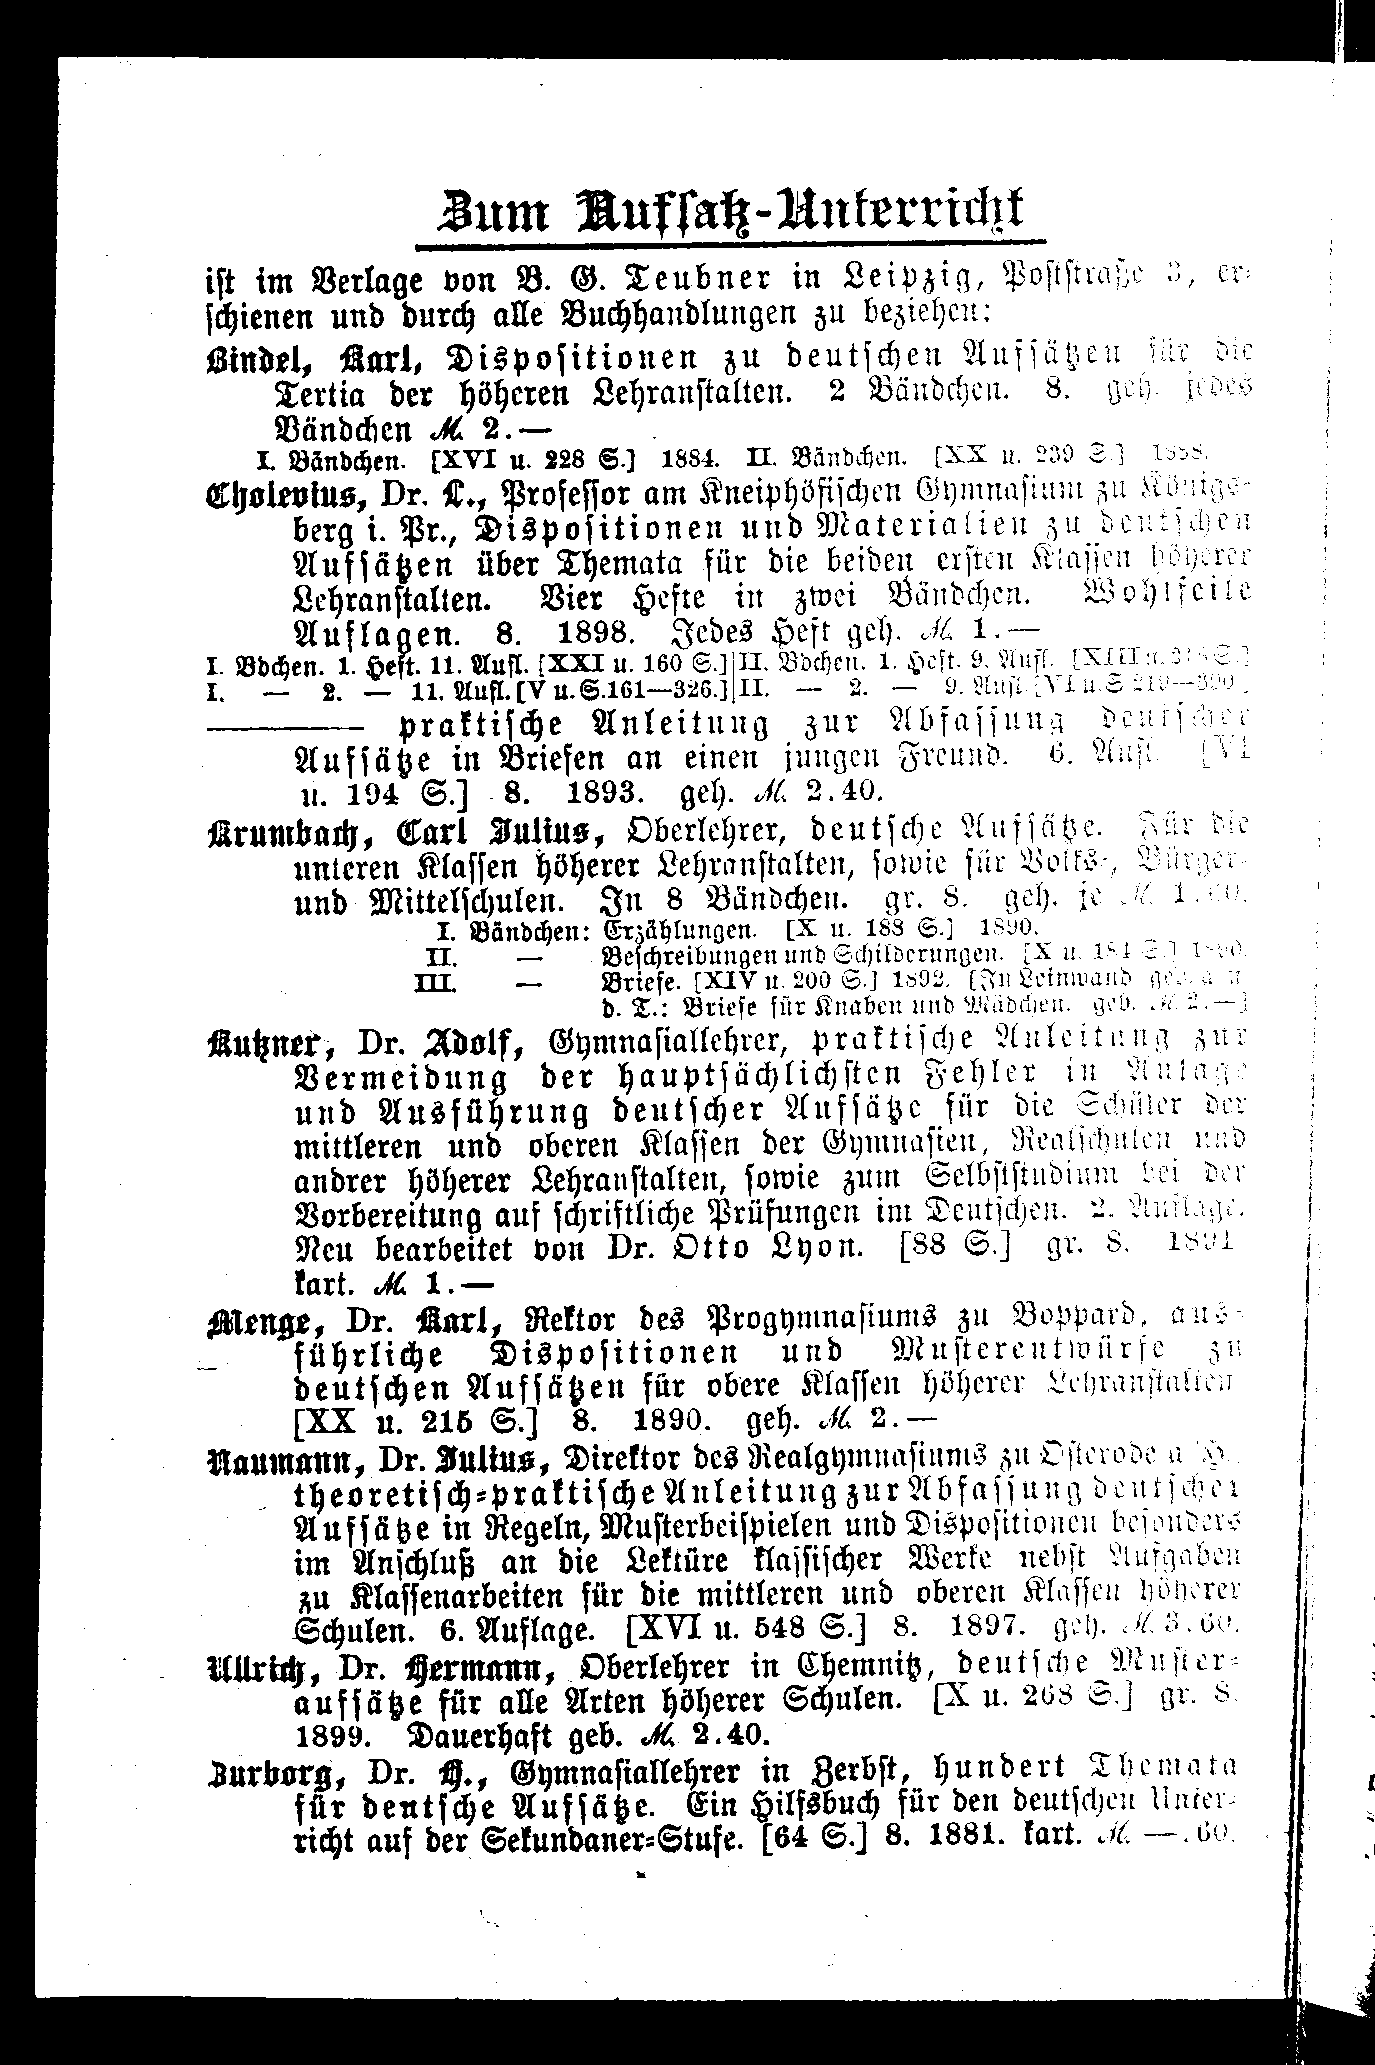 Zum Aufsatz-Unterricht
ist im Verlage von B. G. Teubner in Leipzig, Poststraße 3, er-
schienen und durch alle Buchhandlungen zu beziehen:
Bindel, Karl, Dispositionen zu deutschen Aufsätzen für die
Tertia der höheren Lehranstalten. 2 Bändchen. 8. geh. jedes
Bändchen M. 2.—
I. Bändchen. [XVI u. 228 S.] 1884. II. Bändchen. [XX u. 239 S.] 1888.
Cholevius, Dr. L., Professor am Kneiphöfischen Gymnasium zu Königs-
berg i. Pr., Dispositionen und Materialien zu deutschen
Aufsätzen über Themata für die beiden ersten Klassen höherer
Lehranstalten. Vier Hefte in zwei Bändchen. Wohlfeile
Auflagen. 8. 1898. Jedes Heft geh. M. 1.—
I. Bdchen. 1. Heft. 11. Aufl. [XXI u. 160 S.] II. Bdchen. 1. Heft. 9. Aufl. [XIII u. S.]
I. — 2. — 11. Aufl. [V u. S. 161—326.] II. — 2. — 9. Aufl. [VI u. S.
——— praktische Anleitung zur Abfassung deutscher
Aufsätze in Briefen an einen jungen Freund. 6. Aufl. [VI
u. 194 S.] 8. 1893. geh. M. 2.40.
Krumbach, Carl Julius, Oberlehrer, deutsche Aufsätze. Für die
unteren Klassen höherer Lehranstalten, sowie für Volks-, Bürger-
und Mittelschulen. In 3 Bändchen. gr. 8. geh. je M. 1.60.
I. Bändchen: Erzählungen. [X u. 188 S.] 1890.
II. — Beschreibungen und Schilderungen. [X u. 184 S.] 1890.
III. — Briefe. [XIV u. 200 S.] 1892. [In Leinwand geb. u.
d. T.: Briefe für Knaben und Mädchen. geb. M. 2.—]
Kutzner, Dr. Adolf, Gymnasiallehrer, praktische Anleitung zur
Vermeidung der hauptsächlichsten Fehler in Anlage
und Ausführung deutscher Aufsätze für die Schüler der
mittleren und oberen Klassen der Gymnasien, Realschulen und
andrer höherer Lehranstalten, sowie zum Selbststudium bei der
Vorbereitung auf schriftliche Prüfungen im Deutschen. 2. Auflage.
Neu bearbeitet von Dr. Otto Lyon. [88 S.] gr. 8. 1891
kart. M. 1.—
Menge, Dr. Karl, Rektor des Progymnasiums zu Boppard, aus-
führliche Dispositionen und Musterentwürfe zu
deutschen Aufsätzen für obere Klassen höherer Lehranstalten
[XX u. 215 S.] 8. 1890. geh. M. 2.—
Naumann, Dr. Julius, Direktor des Realgymnasiums zu Osterode a H.
theoretisch-praktische Anleitung zur Abfassung deutscher
Aufsätze in Regeln, Musterbeispielen und Dispositionen besonders
im Anschluß an die Lektüre klassischer Werke nebst Aufgaben
zu Klassenarbeiten für die mittleren und oberen Klassen höherer
Schulen. 6. Auflage. [XVI u. 548 S.] 8. 1897. geh. M. 3.60.
Ullrich, Dr. Hermann, Oberlehrer in Chemnitz, deutsche Muster-
aufsätze für alle Arten höherer Schulen. [X u. 268 S.] gr. 8.
1899. Dauerhaft geb. M. 2.40.
Zurborg, Dr. H., Gymnasiallehrer in Zerbst, hundert Themata
für deutsche Aufsätze. Ein Hilfsbuch für den deutschen Unter-
richt auf der Sekundaner-Stufe. [64 S.] 8. 1881. kart. M. —.60.